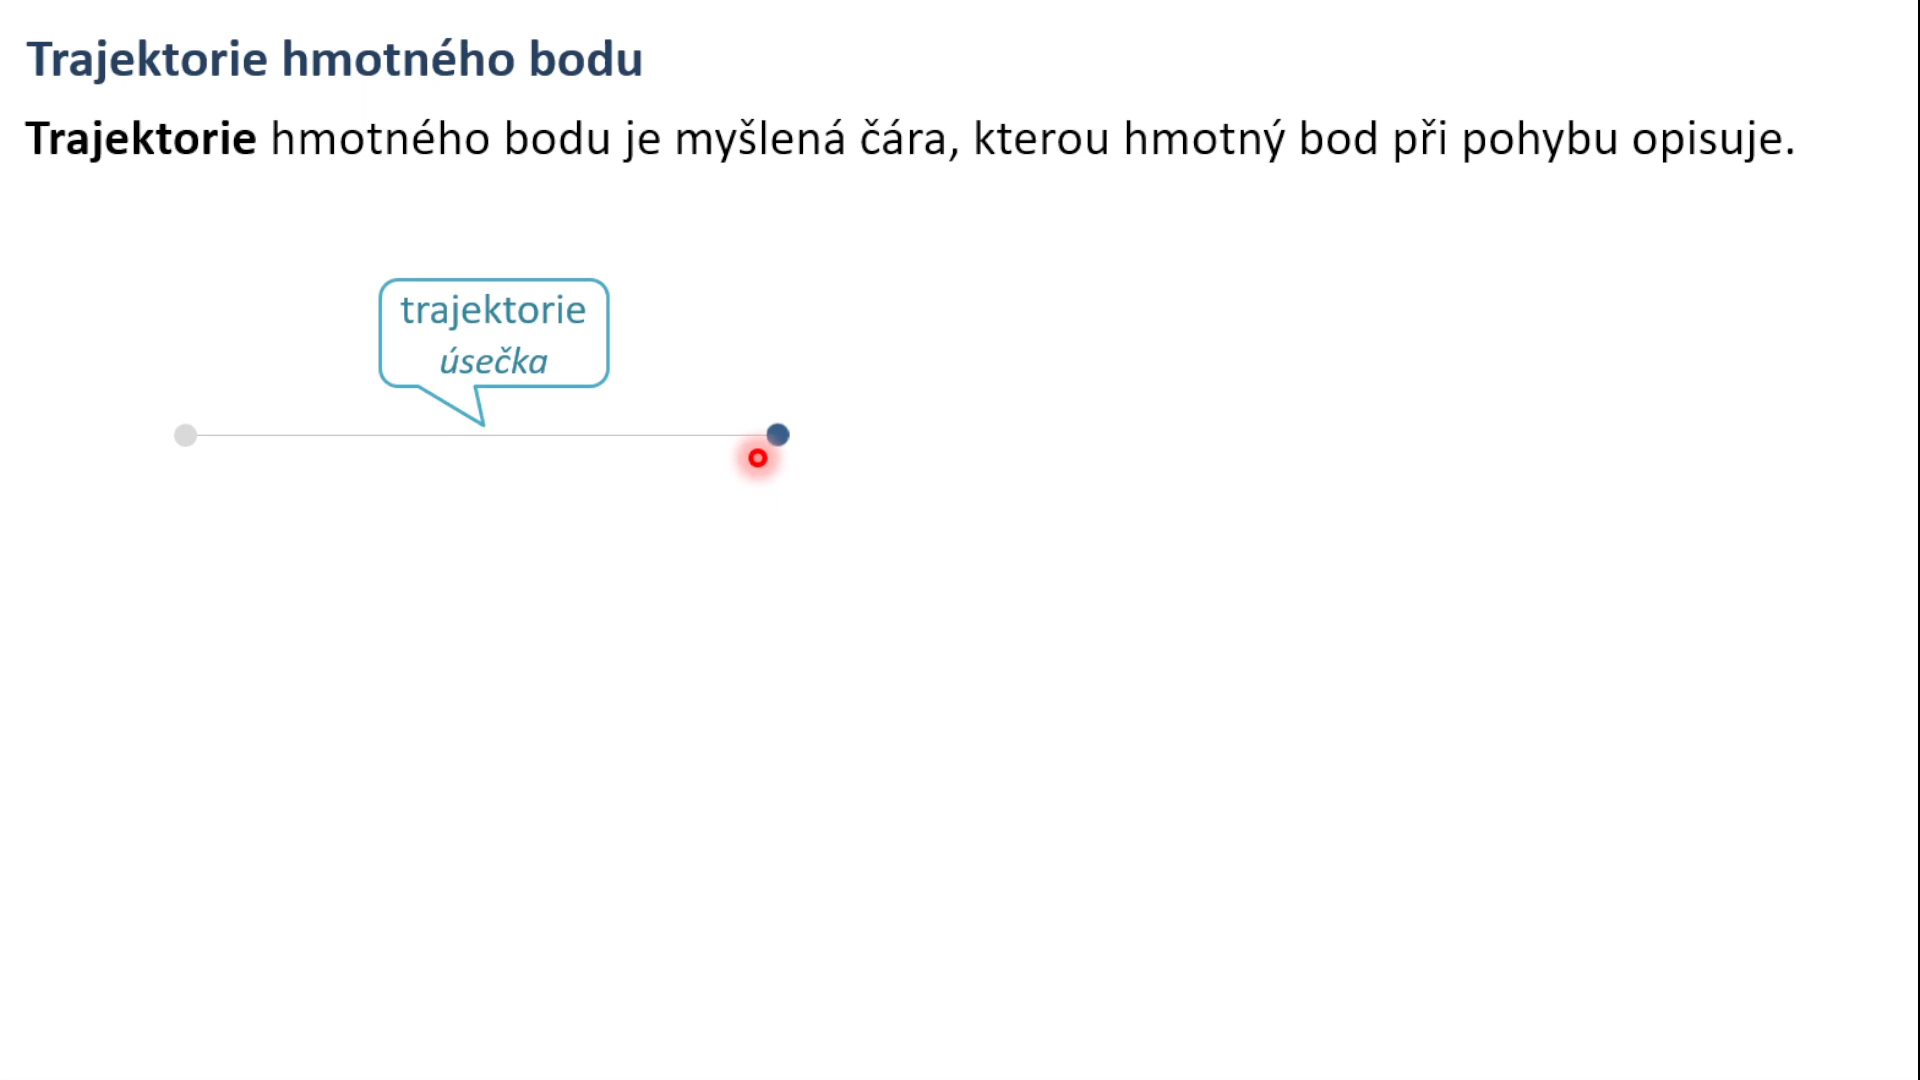 Trajektorie hmotného bodu
Trajektorie hmotného bodu je myšlená čára, kterou hmotný bod při pohybu opisuje.
trajektorie
úsečka